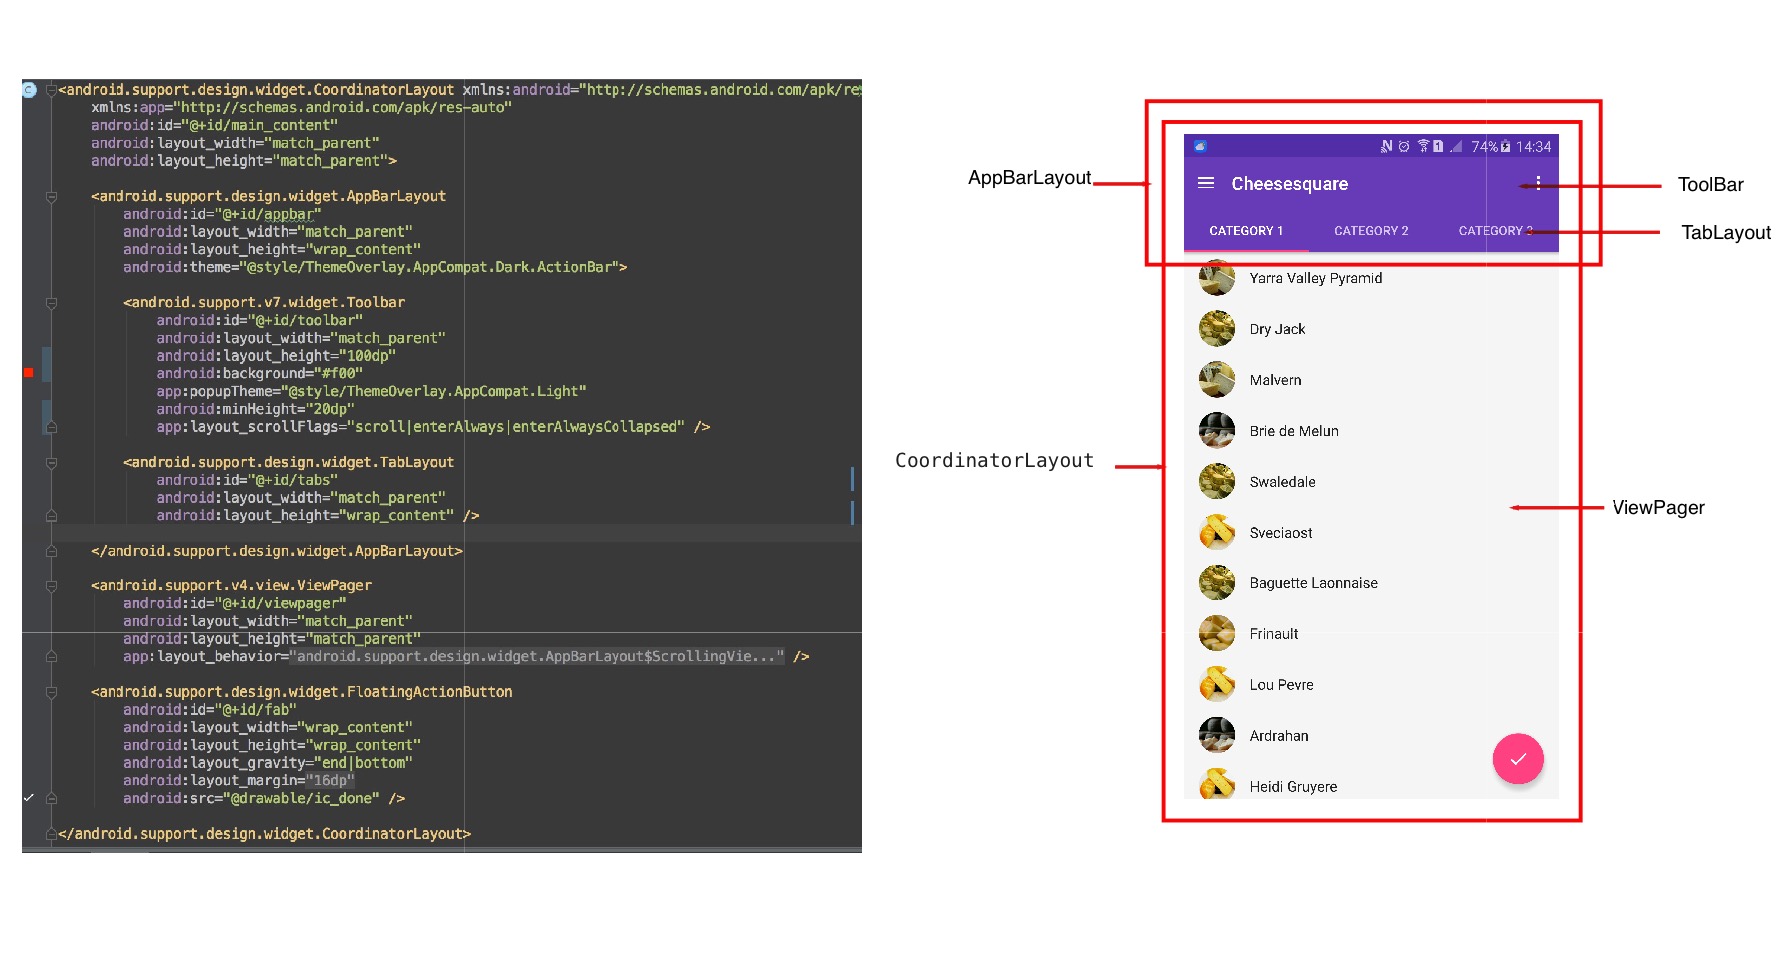 <android.support.design.widget.CoordinatorLayout xmlns:android="http://schemas.android.com/apk/re
xmlns:app="http://schemas.android.com/apk/res-auto"
android:id="@+id/main_content"
android:layout_width="match_parent"
android:layout_height="match_parent">
<android.support.design.widget.AppBarLayout
android:id="@+id/appbar"
android:layout_width="match_parent"
android:layout_height="wrap_content"
android:theme="@style/ThemeOverlay.AppCompat.Dark.ActionBar">
<android.support.v7.widget.Toolbar
android:id="@+id/toolbar"
android:layout_width="match_parent"
android:layout_height="100dp"
android:background="#f00"
app:popupTheme="@style/ThemeOverlay.AppCompat.Light"
android:minHeight="20dp"
app:layout_scrollFlags="scroll|enterAlways|enterAlwaysCollapsed" />
<android.support.design.widget.TabLayout
android:id="@+id/tabs"
android:layout_width="match_parent"
android:layout_height="wrap_content" />
</android.support.design.widget.AppBarLayout>
<android.support.v4.view.ViewPager
android:id="@+id/viewpager"
android:layout_width="match_parent"
android:layout_height="match_parent"
app:layout_behavior="android.support.design.widget.AppBarLayout$ScrollingVie..." />
<android.support.design.widget.FloatingActionButton
android:id="@+id/fab"
android:layout_width="wrap_content"
android:layout_height="wrap_content"
android:layout_gravity="end|bottom"
android:layout_margin="16dp"
android:src="@drawable/ic_done" />
</android.support.design.widget.CoordinatorLayout>
AppBarLayout
CoordinatorLayout
1 74% 14:34
Cheesesquare
CATEGORY 1 CATEGORY 2 CATEGORY 3
Yarra Valley Pyramid
Dry Jack
Malvern
Brie de Melun
Swaledale
Sveciaost
Baguette Laonnaise
Frinault
Lou Pevre
Ardrahan
Heidi Gruyere
ToolBar
TabLayout
ViewPager